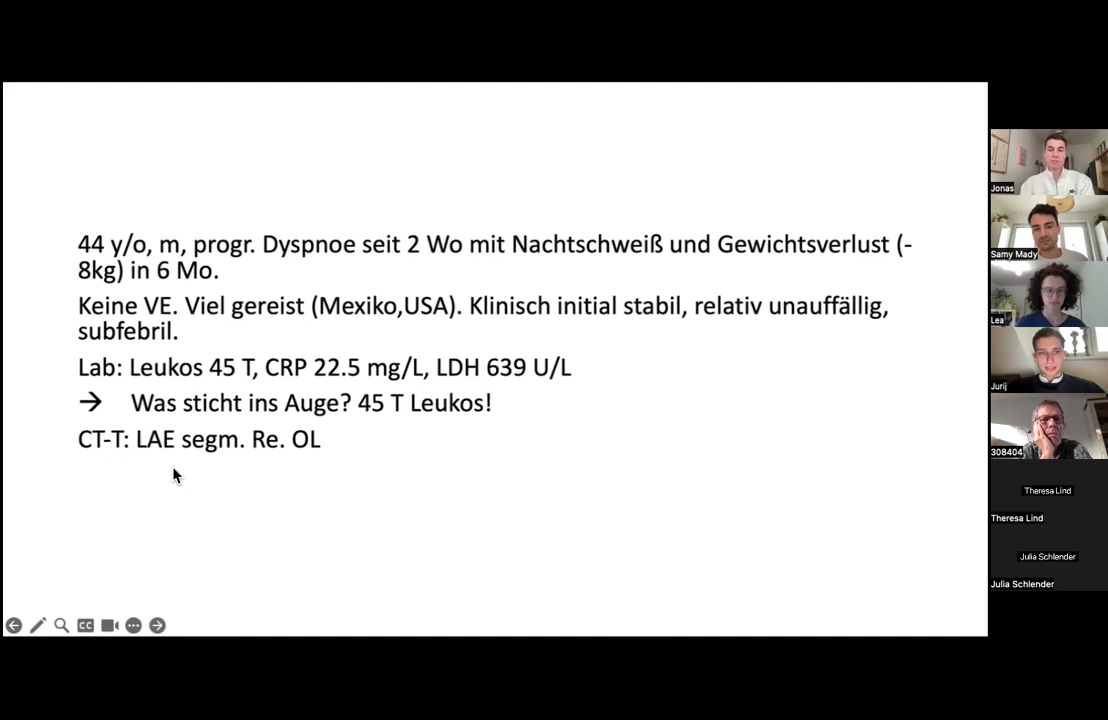 44 y/o, m, progr. Dyspnoe seit 2 Wo mit Nachtschweiß und Gewichtsverlust (-
8kg) in 6 Mo.
Keine VE. Viel gereist (Mexiko,USA). Klinisch initial stabil, relativ unauffällig,
subfebril.
Lab: Leukos 45 T, CRP 22.5 mg/L, LDH 639 U/L
→ Was sticht ins Auge? 45 T Leukos!
CT-T: LAE segm. Re. OL
CC
Jonas
Samy Mady
Lea
Jurij
308404
Theresa Lind
Theresa Lind
Julia Schlender
Julia Schlender